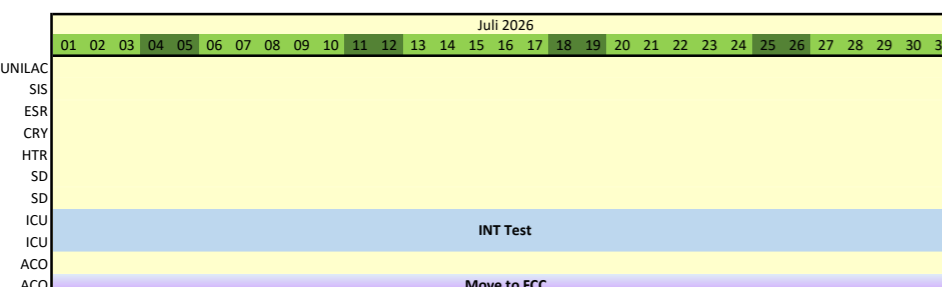 Juli 2026
01 02 03 04 05 06 07 08 09 10 11 12 13 14 15 16 17 18 19 20 21 22 23 24 25 26 27 28 29 30
UNILAC
SIS
ESR
CRY
HTR
SD
SD
ICU
INT Test
ICU
ACO
ACO
Move to FCC